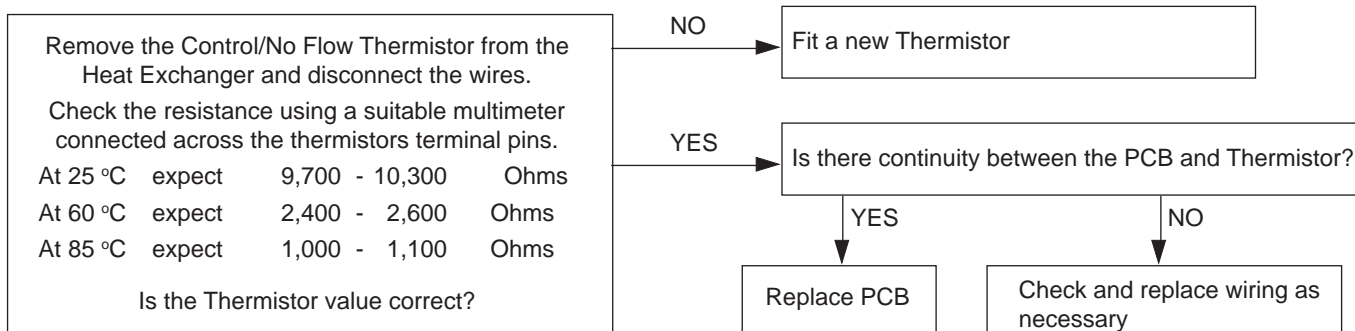 Remove the Control/No Flow Thermistor from the
Heat Exchanger and disconnect the wires.
Check the resistance using a suitable multimeter
connected across the thermistors terminal pins.
At 25 °C expect 9,700 - 10,300 Ohms
At 60 °C expect 2,400 - 2,600 Ohms
At 85 °C expect 1,000 - 1,100 Ohms
Is the Thermistor value correct?
NO
Fit a new Thermistor
YES
Is there continuity between the PCB and Thermistor?
YES
NO
Replace PCB
Check and replace wiring as
necessary